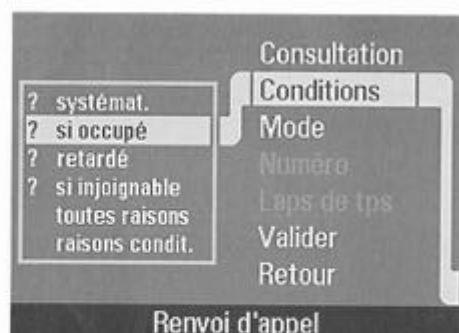 Consultation
Conditions
Mode
Numéro
Laps de tps
Valider
Retour
? systémat.
? si occupé
? retardé
? si injoignable
toutes raisons
raisons condit.
Renvoi d'appel